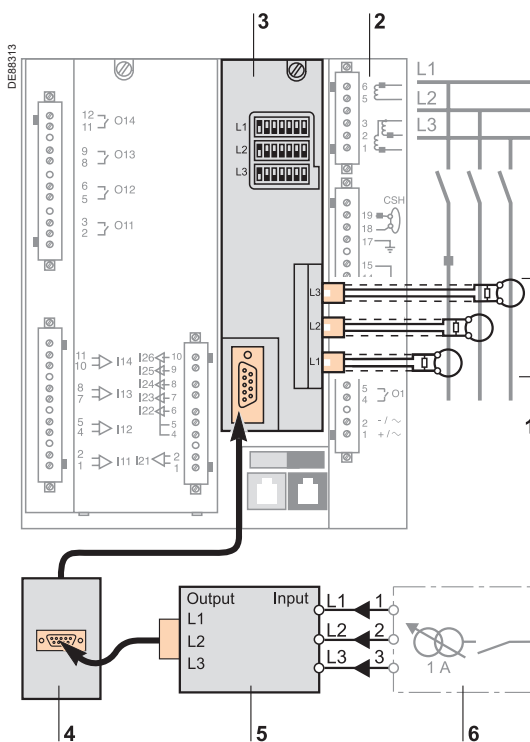 DE88313
3
2
L1
L2
L3
6
5
3
2
1
12
11
O14
9
8
O13
6
5
O12
3
2
O11
L1
L2
L3
CSH
19
18
17
15
L3
L2
L1
5
4
O1
2
- / ~
1
+ / ~
1
11
10
I14
8
7
I13
5
4
I12
2
1
I11
I26
10
I25
9
I24
8
I23
7
I22
6
5
4
I21
2
1
Output
Input
L1
L2
L3
L1
1
L2
2
L3
3
1 A
4
5
6